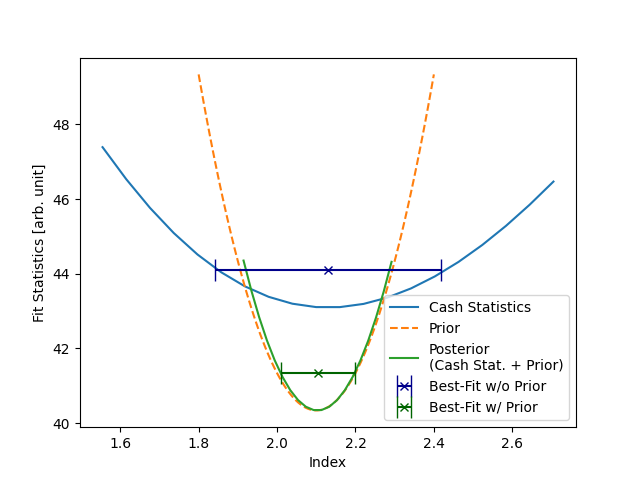 48
46
44
42
40
Fit Statistics [arb. unit]
1.6
1.8
2.0
2.2
2.4
2.6
Index
Cash Statistics
Prior
Posterior
(Cash Stat. + Prior)
Best-Fit w/o Prior
Best-Fit w/ Prior